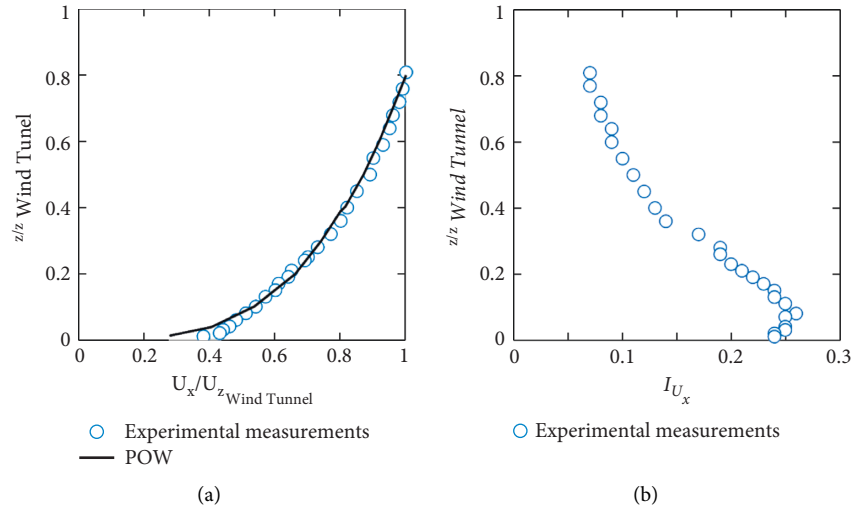 1
0.8
0.6
0.4
0.2
0
z/z Wind Tunel
0 0.2 0.4 0.6 0.8 1
Ux/Uz Wind Tunnel
Experimental measurements
POW
(a)
1
0.8
0.6
0.4
0.2
0
z/z Wind Tunnel
0 0.1 0.2 0.3
IUx
Experimental measurements
(b)